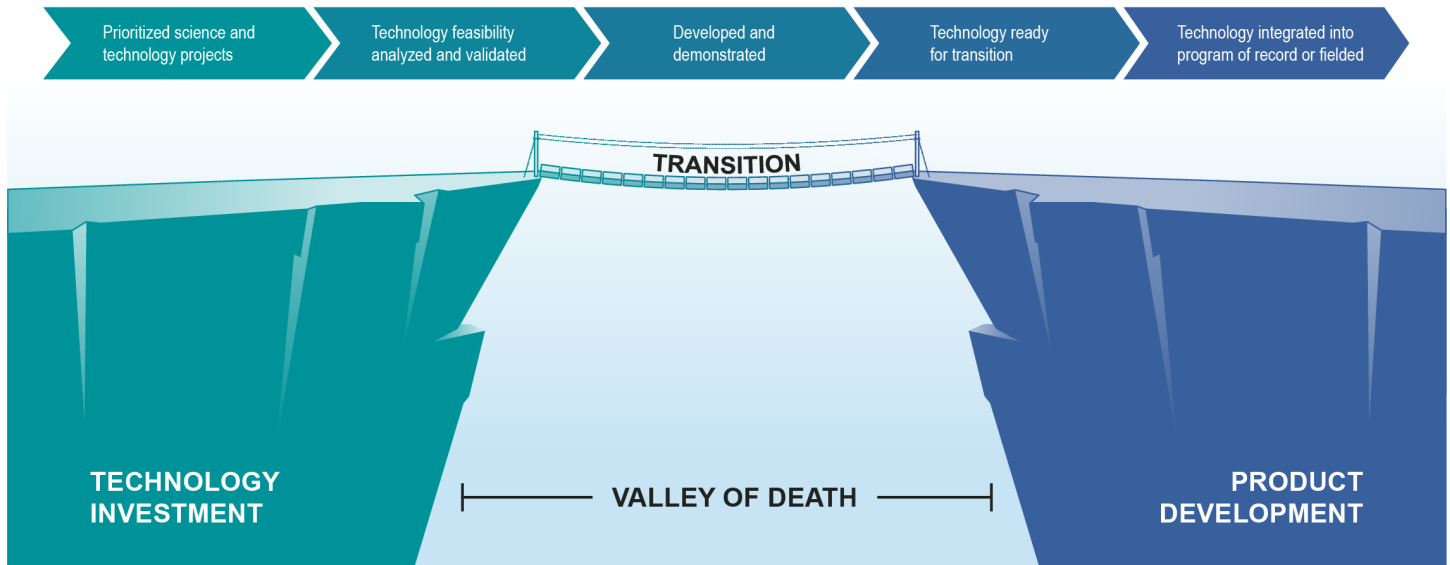 Prioritized science and
technology projects
Technology feasibility
analyzed and validated
Developed and
demonstrated
Technology ready
for transition
Technology integrated into
program of record or fielded
TRANSITION
TECHNOLOGY
INVESTMENT
VALLEY OF DEATH
PRODUCT
DEVELOPMENT